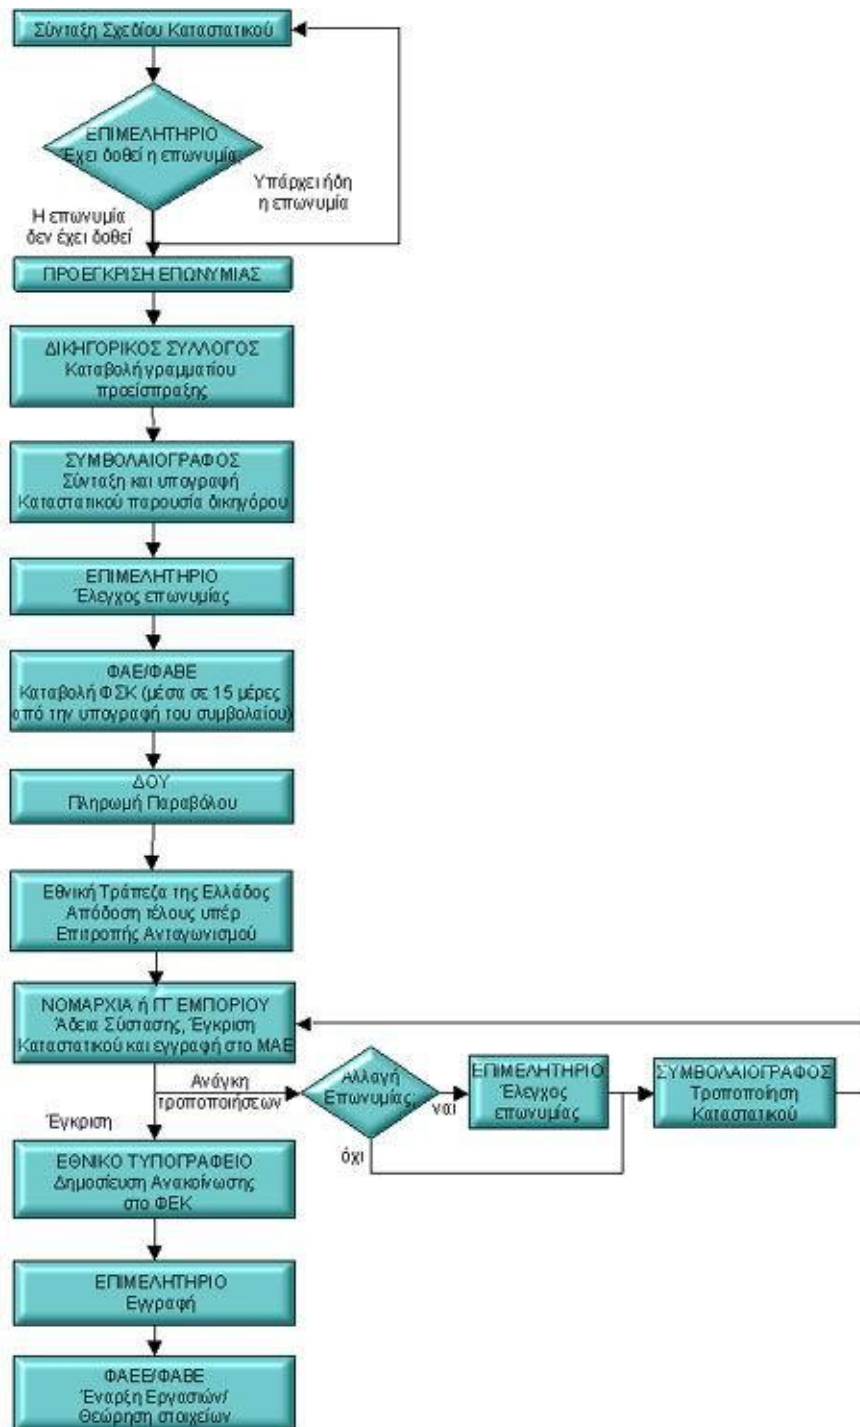 Σύνταξη Σχεδίου Καταστατικού
ΕΠΙΜΕΛΗΤΗΡΙΟ
Έχει δοθεί η επωνυμία;
Υπάρχει ήδη
η επωνυμία
Η επωνυμία
δεν έχει δοθεί
ΠΡΟΕΓΚΡΙΣΗ ΕΠΩΝΥΜΙΑΣ
ΔΙΚΗΓΟΡΙΚΟΣ ΣΥΛΛΟΓΟΣ
Καταβολή γραμματίου
προείσπραξης
ΣΥΜΒΟΛΑΙΟΓΡΑΦΟΣ
Σύνταξη και υπογραφή
Καταστατικού παρουσία δικηγόρου
ΕΠΙΜΕΛΗΤΗΡΙΟ
Έλεγχος επωνυμίας
ΦΑΕ/ΦΑΒΕ
Καταβολή ΦΣΚ (μέσα σε 15 μέρες
από την υπογραφή του συμβολαίου)
ΔΟΥ
Πληρωμή Παραβόλου
Εθνική Τράπεζα της Ελλάδος
Απόδοση τέλους υπέρ
Επιτροπής Ανταγωνισμού
ΝΟΜΑΡΧΙΑ ή ΓΓ ΕΜΠΟΡΙΟΥ
Άδεια Σύστασης, Έγκριση
Καταστατικού και εγγραφή στο ΜΑΕ
Ανάγκη
τροποποιήσεων
Αλλαγή
Επωνυμίας;
ναι
όχι
ΕΠΙΜΕΛΗΤΗΡΙΟ
Έλεγχος
επωνυμίας
ΣΥΜΒΟΛΑΙΟΓΡΑΦΟΣ
Τροποποίηση
Καταστατικού
Έγκριση
ΕΘΝΙΚΟ ΤΥΠΟΓΡΑΦΕΙΟ
Δημοσίευση Ανακοίνωσης
στο ΦΕΚ
ΕΠΙΜΕΛΗΤΗΡΙΟ
Εγγραφή
ΦΑΕΕ/ΦΑΒΕ
Έναρξη Εργασιών/
Θεώρηση στοιχείων